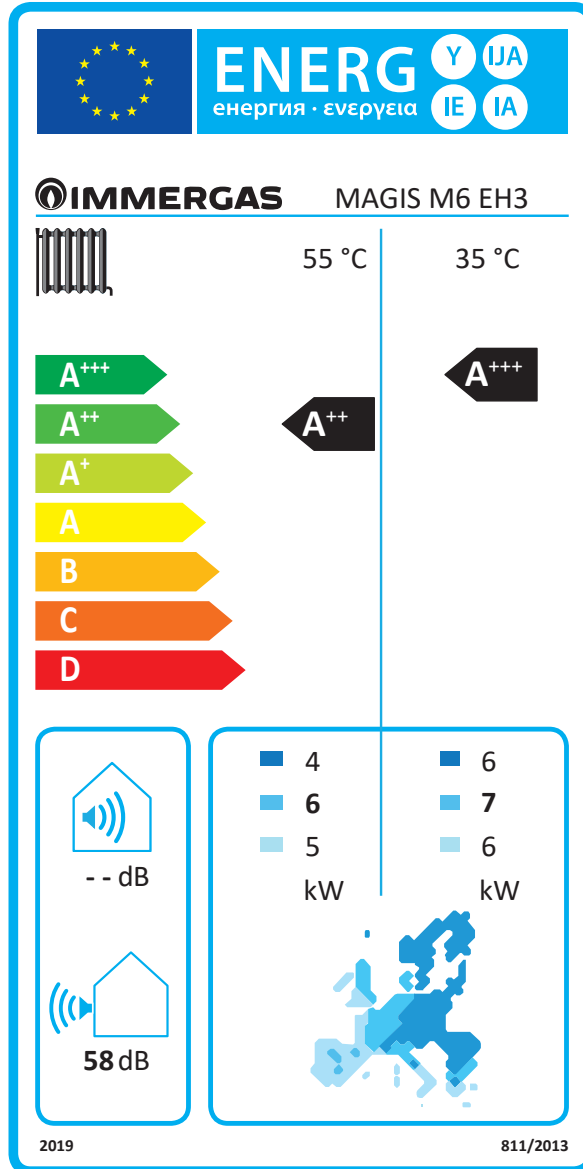 ENERG Y IJA
енергия · ενεργεια IE IA
IMMERGAS MAGIS M6 EH3
55 °C 35 °C
A+++ A+++
A++ A++
A+
A
B
C
D
4 6
6 7
5 6
kW kW
-- dB
58 dB
2019 811/2013